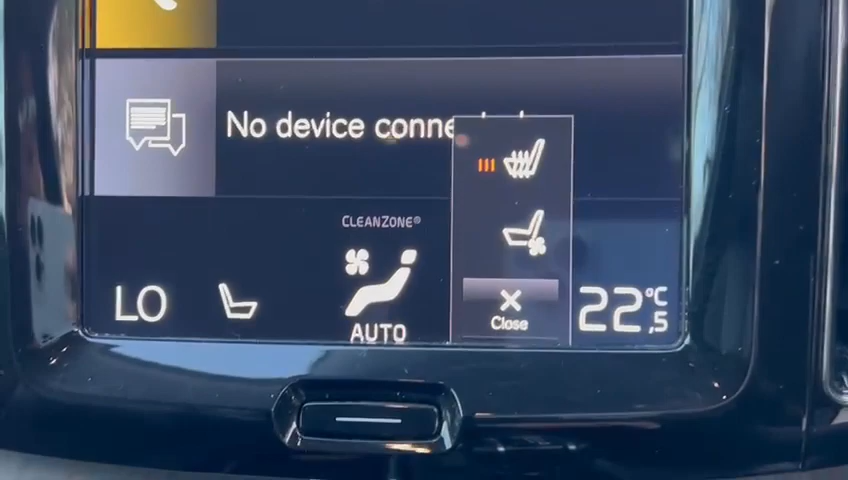 No device conne
CLEANZONE®
LO
AUTO
Close
22,5 °C